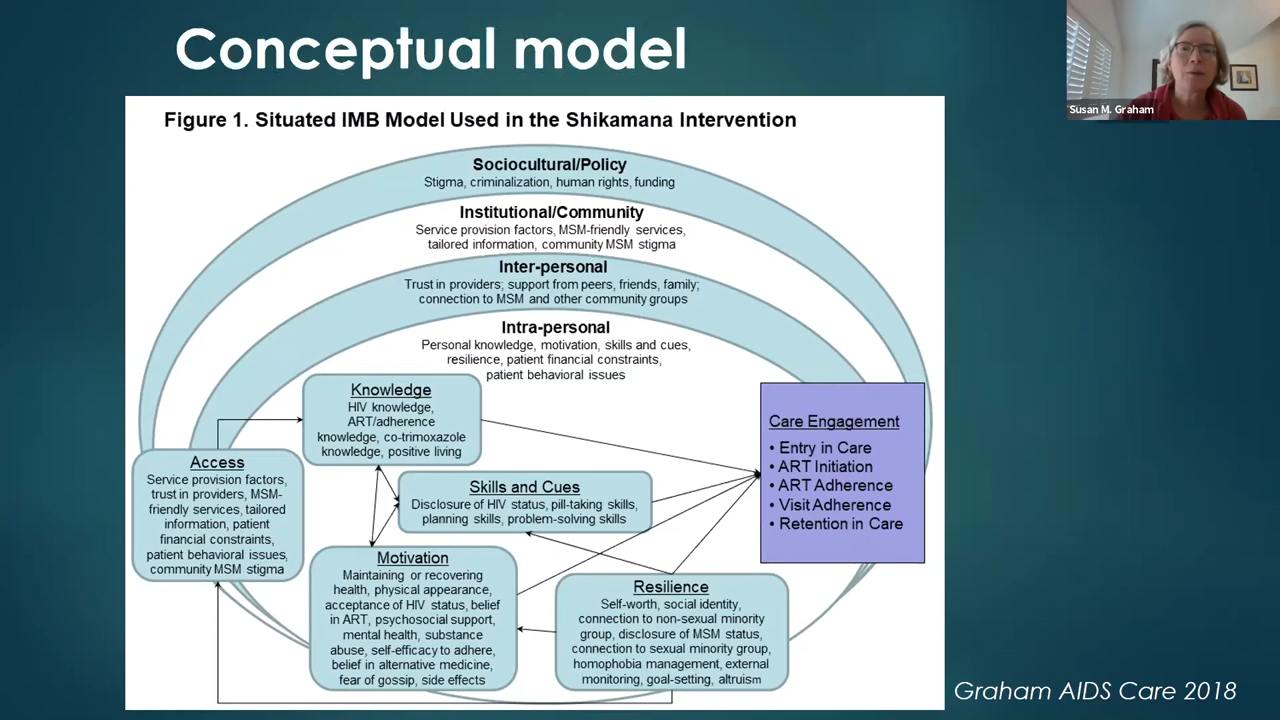 Conceptual model
Susan M. Graham
Figure 1. Situated IMB Model Used in the Shikamana Intervention
Sociocultural/Policy
Stigma, criminalization, human rights, funding
Institutional/Community
Service provision factors, MSM-friendly services,
tailored information, community MSM stigma
Inter-personal
Trust in providers; support from peers, friends, family;
connection to MSM and other community groups
Intra-personal
Personal knowledge, motivation, skills and cues,
resilience, patient financial constraints,
patient behavioral issues
Knowledge
HIV knowledge,
ART/adherence
knowledge, co-trimoxazole
knowledge, positive living
Access
Service provision factors,
trust in providers, MSM-
friendly services, tailored
information, patient
financial constraints,
patient behavioral issues,
community MSM stigma
Skills and Cues
Disclosure of HIV status, pill-taking skills,
planning skills, problem-solving skills
Motivation
Maintaining or recovering
health, physical appearance,
acceptance of HIV status, belief
in ART, psychosocial support,
mental health, substance
abuse, self-efficacy to adhere,
belief in alternative medicine,
fear of gossip, side effects
Resilience
Self-worth, social identity,
connection to non-sexual minority
group, disclosure of MSM status,
connection to sexual minority group,
homophobia management, external
monitoring, goal-setting, altruism
Care Engagement
• Entry in Care
• ART Initiation
• ART Adherence
• Visit Adherence
• Retention in Care
Graham AIDS Care 2018